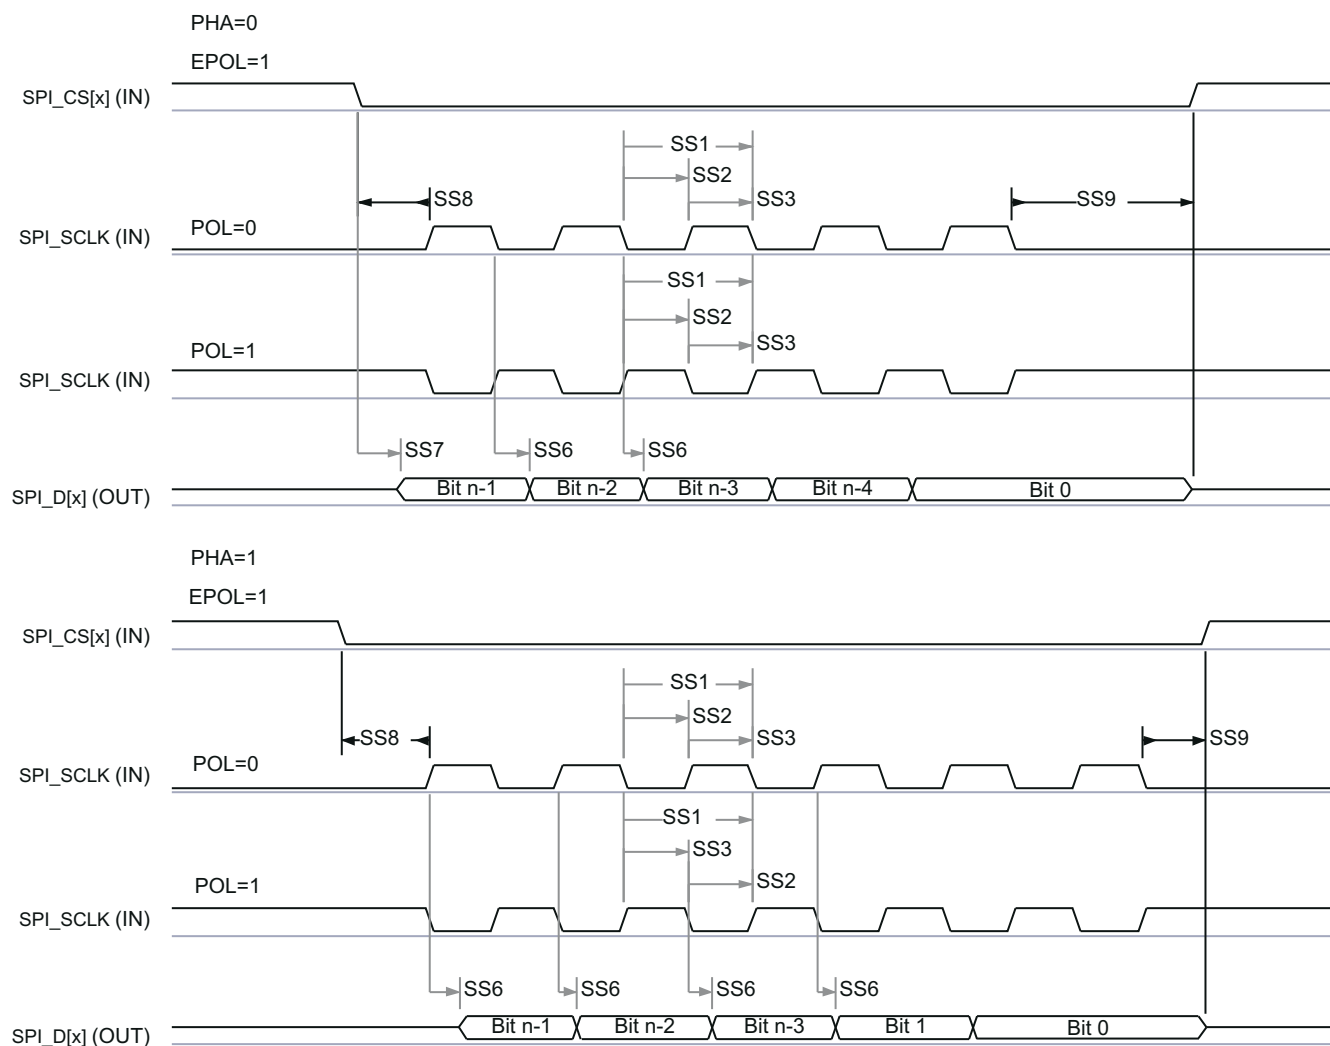 PHA=0
EPOL=1
SPI_CS[x] (IN)
SS1
SS2
SS8
SS3
SS9
POL=0
SPI_SCLK (IN)
SS1
SS2
SS3
POL=1
SPI_SCLK (IN)
SS7
SS6
SS6
SPI_D[x] (OUT)
Bit n-1
Bit n-2
Bit n-3
Bit n-4
Bit 0
PHA=1
EPOL=1
SPI_CS[x] (IN)
SS1
SS2
SS8
SS3
SS9
POL=0
SPI_SCLK (IN)
SS1
SS3
SS2
POL=1
SPI_SCLK (IN)
SS6
SS6
SS6
SS6
SPI_D[x] (OUT)
Bit n-1
Bit n-2
Bit n-3
Bit 1
Bit 0